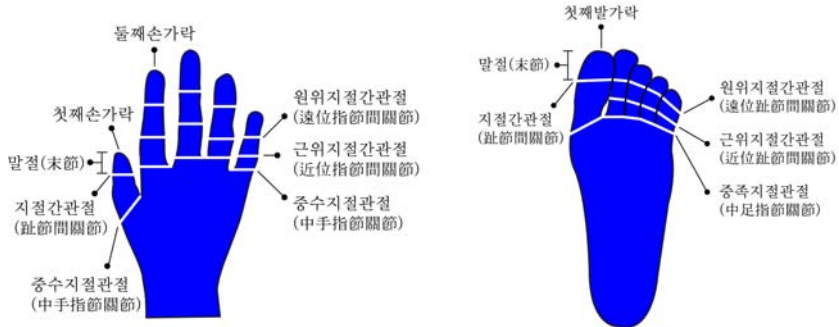 둘째손가락
첫째손가락
말절(末節)
지절간관절
(趾節間關節)
중수지절관절
(中手指節關節)
원위지절간관절
(遠位指節間關節)
근위지절간관절
(近位指節間關節)
중수지절관절
(中手指節關節)
첫째발가락
말절(末節)
지절간관절
(趾節間關節)
원위지절간관절
(遠位趾節間關節)
근위지절간관절
(近位趾節間關節)
중족지절관절
(中足指節關節)